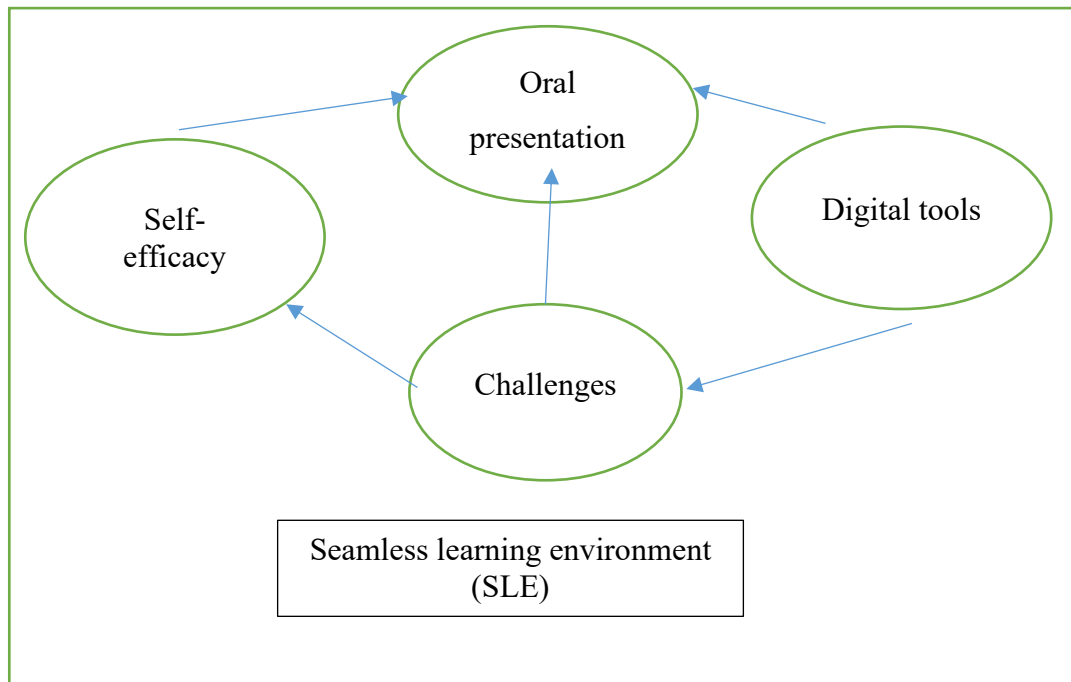 Oral
presentation
Self-
efficacy
Digital tools
Challenges
Seamless learning environment
(SLE)